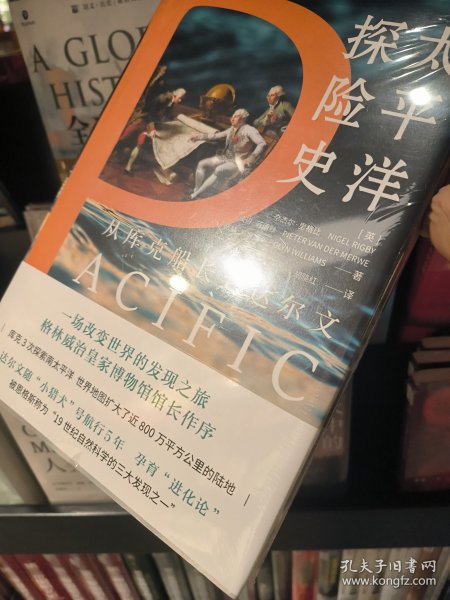 太平洋
探险史
[英]
奈杰尔·里格比 NIGEL RIGBY
PIETER VAN DER MERWE
GLYN WILLIAMS
著
译
从库克船长到达尔文
PACIFIC
一场改变世界的发现之旅
格林威治皇家博物馆馆长作序
库克3次探索南太平洋 世界地图扩大了近800万平方公里的陆地
达尔文随“小猎犬”号航行5年 孕育“进化论”
被恩格斯称为“19世纪自然科学的三大发现之一”
A GLOB
HIST
全
孔夫子旧书网
www.kongfz.com